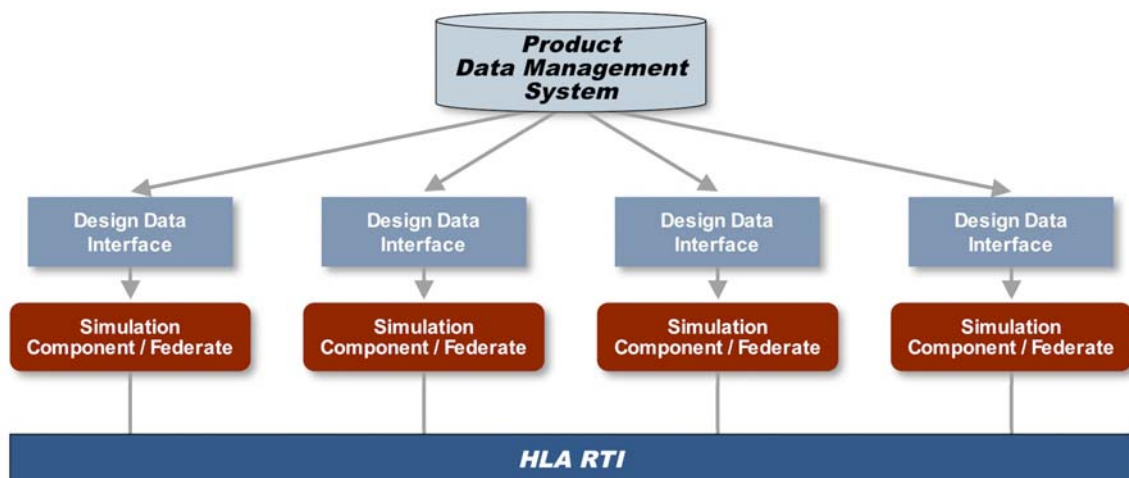 Product
Data Management
System
Design Data
Interface
Design Data
Interface
Design Data
Interface
Design Data
Interface
Simulation
Component / Federate
Simulation
Component / Federate
Simulation
Component / Federate
Simulation
Component / Federate
HLA RTI